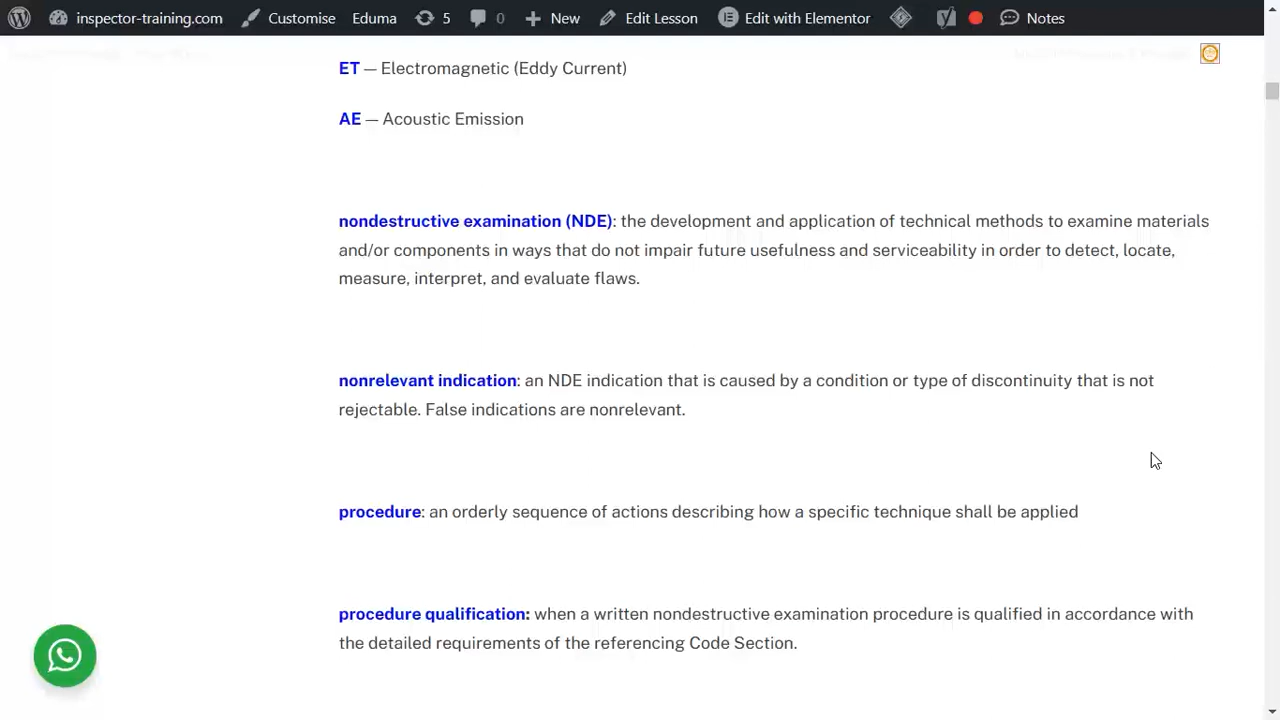 inspector-training.com Customise Eduma 5 0 New Edit Lesson Edit with Elementor Notes
ET — Electromagnetic (Eddy Current)
AE — Acoustic Emission
nondestructive examination (NDE): the development and application of technical methods to examine materials
and/or components in ways that do not impair future usefulness and serviceability in order to detect, locate,
measure, interpret, and evaluate flaws.
nonrelevant indication: an NDE indication that is caused by a condition or type of discontinuity that is not
rejectable. False indications are nonrelevant.
procedure: an orderly sequence of actions describing how a specific technique shall be applied
procedure qualification: when a written nondestructive examination procedure is qualified in accordance with
the detailed requirements of the referencing Code Section.